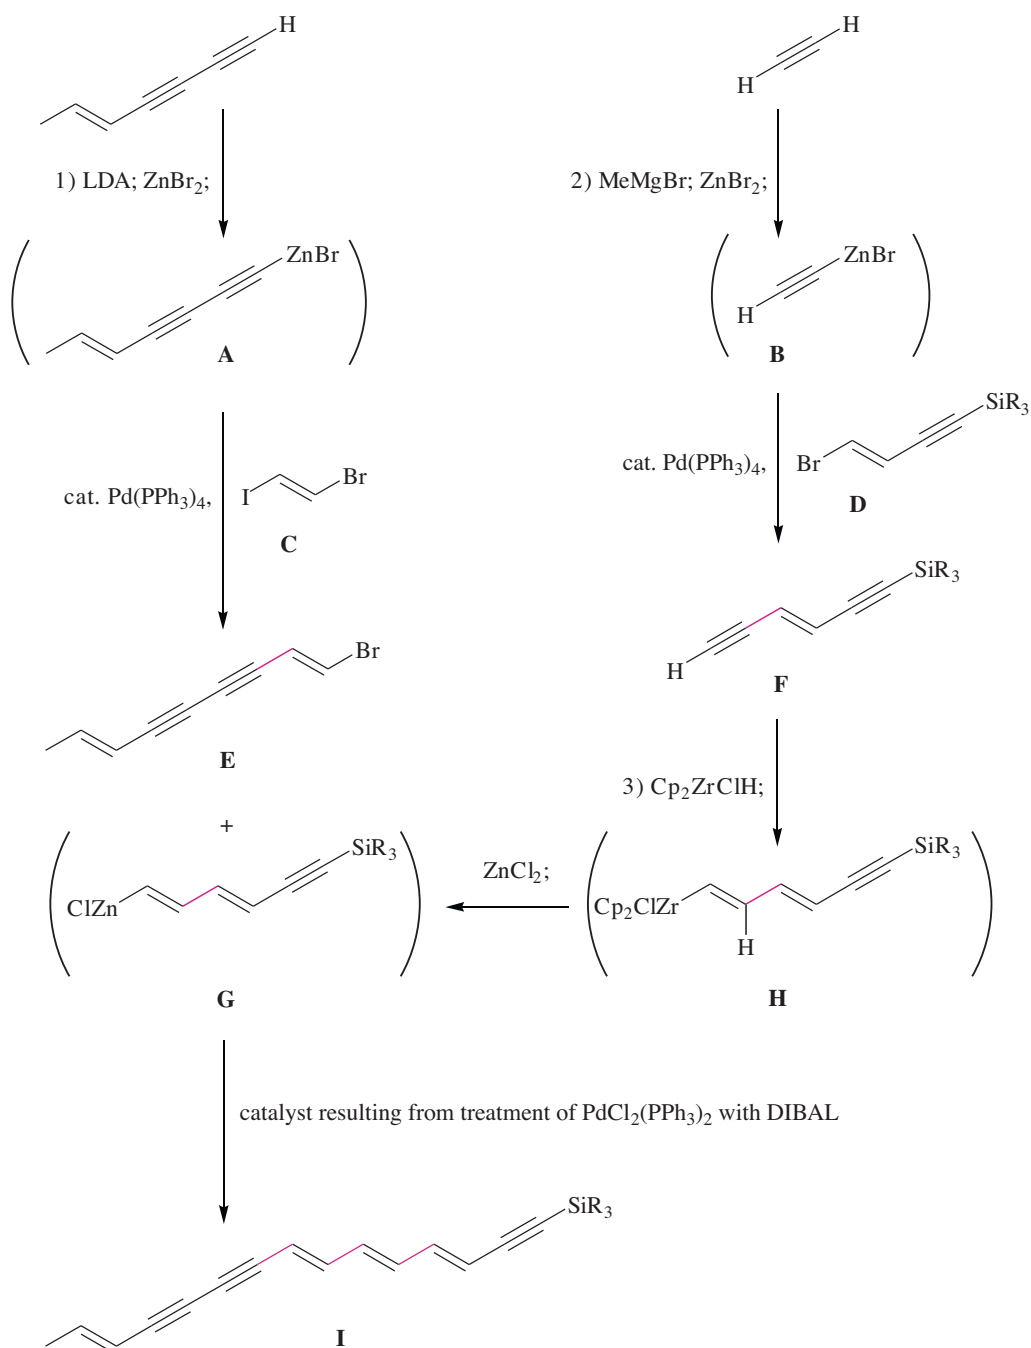 H
H
H
1) LDA; ZnBr2;
2) MeMgBr; ZnBr2;
ZnBr
A
ZnBr
H
B
cat. Pd(PPh3)4,
I
Br
C
cat. Pd(PPh3)4,
Br
SiR3
D
Br
E
SiR3
H
F
3) Cp2ZrClH;
+
ClZn
SiR3
G
ZnCl2;
Cp2ClZr
H
SiR3
H
catalyst resulting from treatment of PdCl2(PPh3)2 with DIBAL
SiR3
I